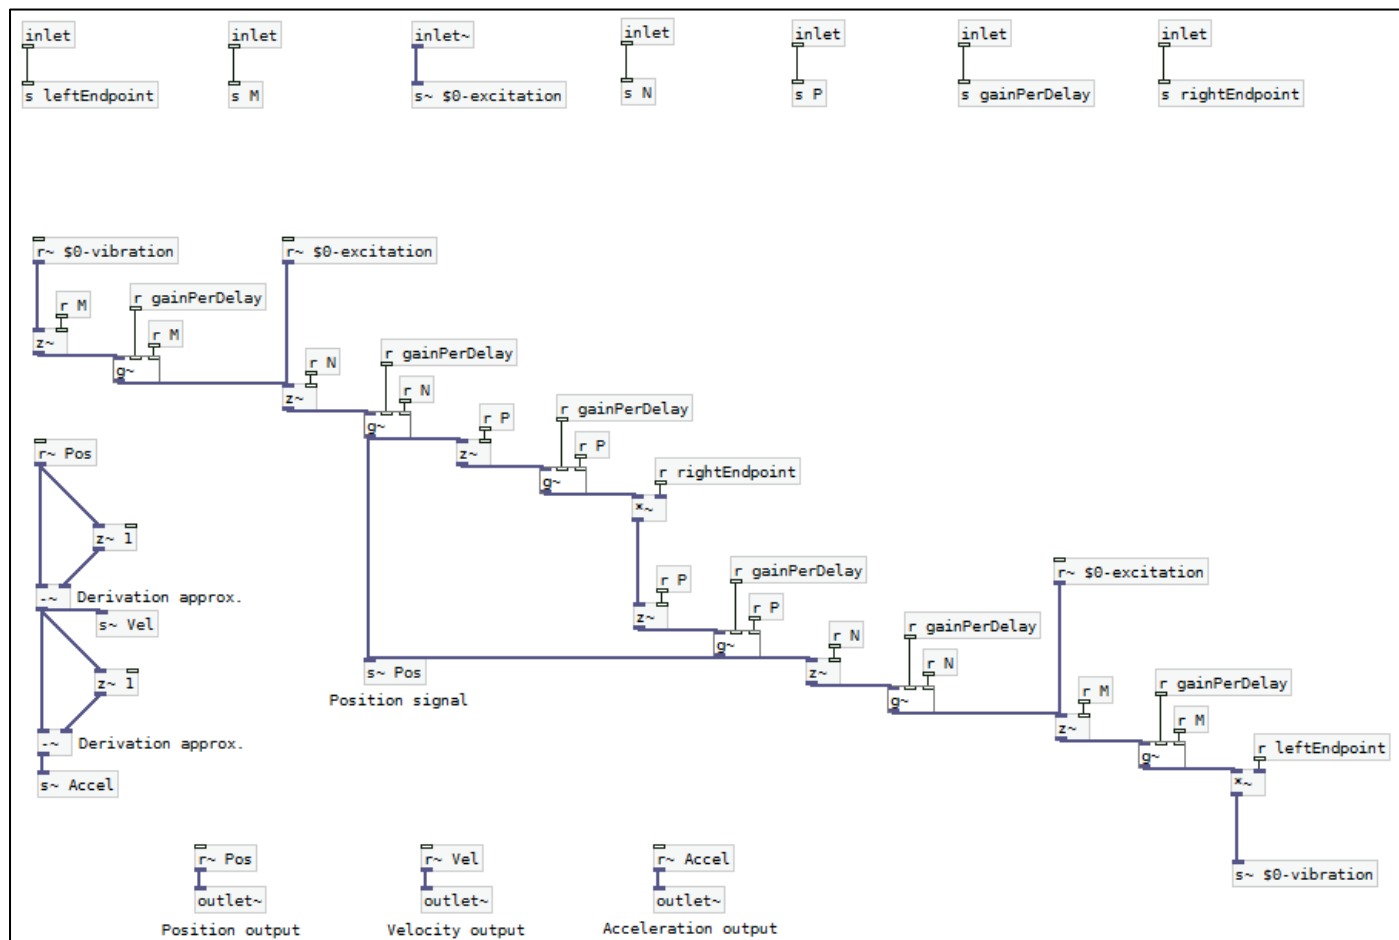 inlet inlet inlet~ inlet inlet inlet inlet
s leftEndpoint s M s~ $0-excitation s N s P s gainPerDelay s rightEndpoint
r~ $0-vibration r~ $0-excitation
r M r gainPerDelay
r M
z~
g~
r gainPerDelay
r N
r N
z~
g~
r gainPerDelay
r P
r P
z~
g~
r rightEndpoint
*~
r~ Pos
z~ 1
-~ Derivation approx.
s~ Vel
z~ 1
-~ Derivation approx.
s~ Accel
r P r gainPerDelay
r P
z~
g~
s~ Pos
Position signal
r N r gainPerDelay
r N
z~
g~
r~ $0-excitation
r M r gainPerDelay
r M
z~
g~
r leftEndpoint
*~
s~ $0-vibration
r~ Pos r~ Vel r~ Accel
outlet~ outlet~ outlet~
Position output Velocity output Acceleration output